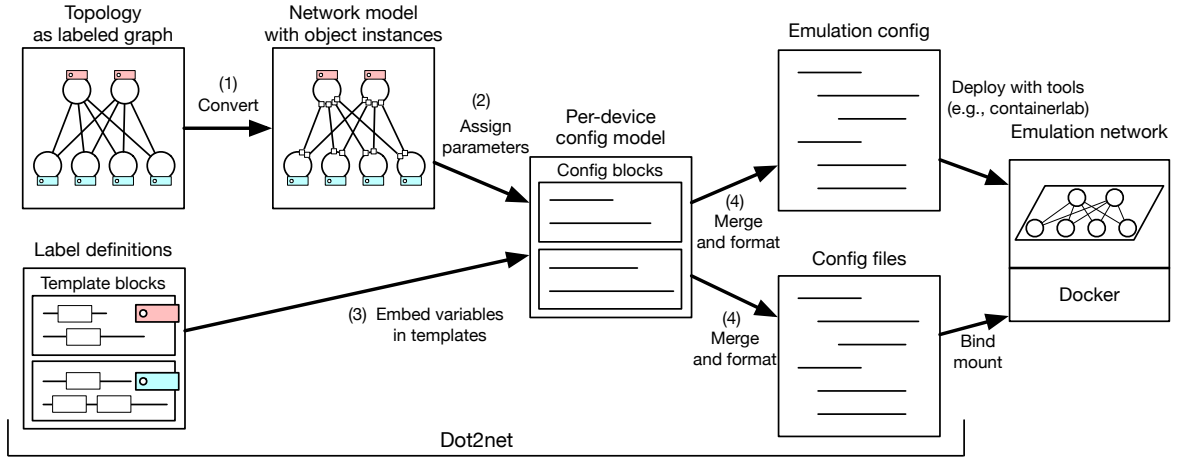 Topology
as labeled graph
(1)
Convert
Network model
with object instances
(2)
Assign
parameters
Label definitions
Template blocks
(3) Embed variables
in templates
Per-device
config model
Config blocks
(4)
Merge
and format
(4)
Merge
and format
Emulation config
Config files
Deploy with tools
(e.g., containerlab)
Emulation network
Docker
Bind
mount
Dot2net